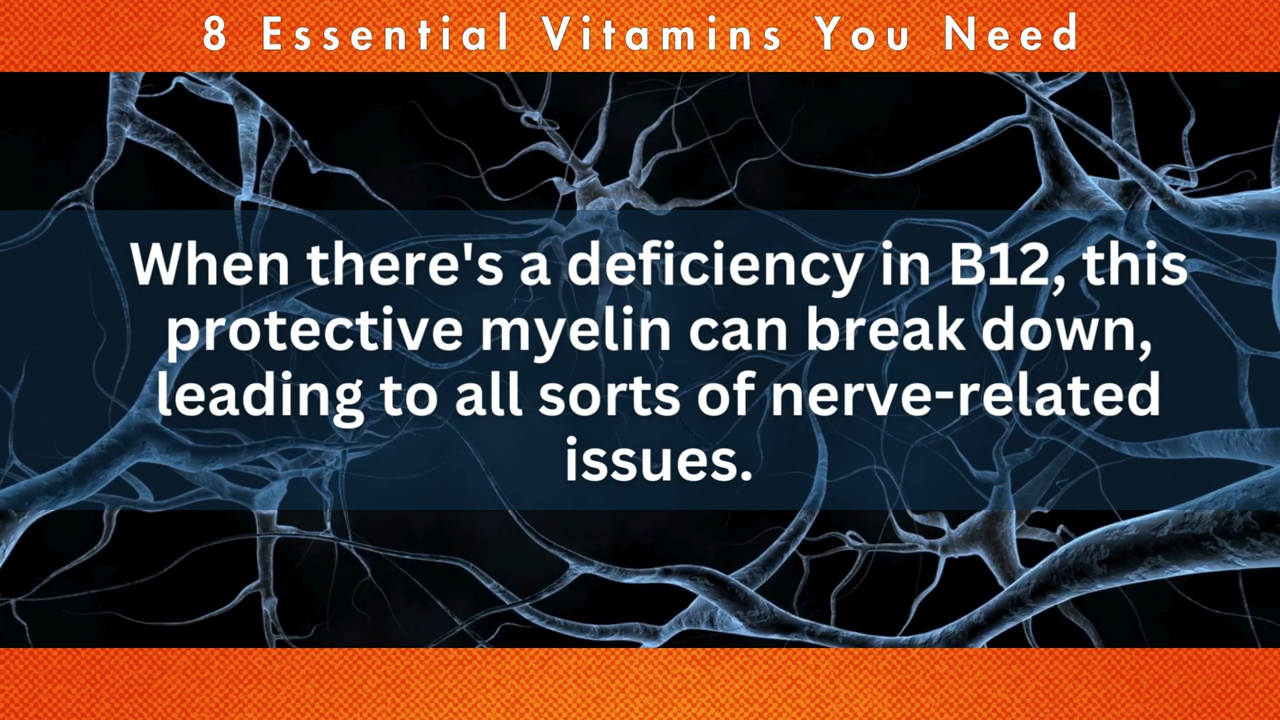 8 Essential Vitamins You Need
When there's a deficiency in B12, this
protective myelin can break down,
leading to all sorts of nerve-related
issues.